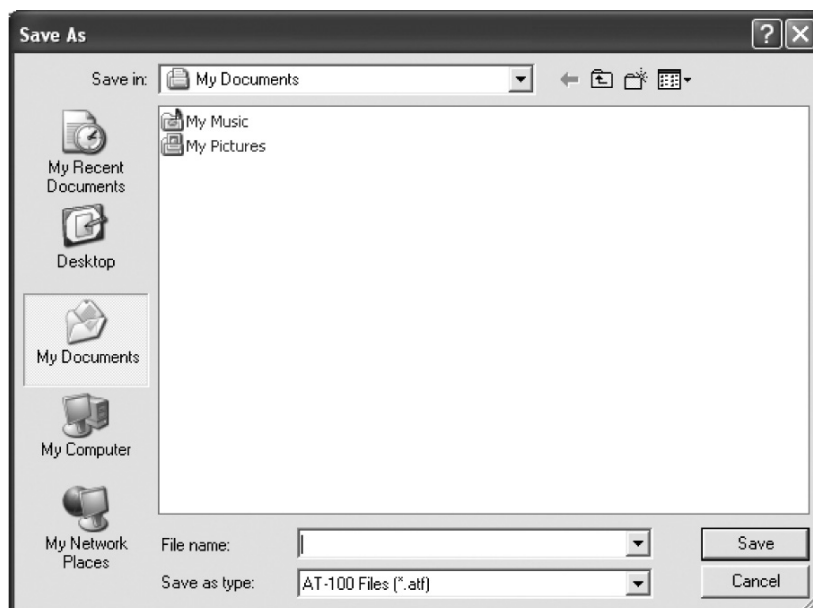 Save As
Save in: My Documents
My Music
My Pictures
My Recent
Documents
Desktop
My Documents
My Computer
My Network
Places
File name:
Save
Save as type: AT-100 Files (*.atf)
Cancel